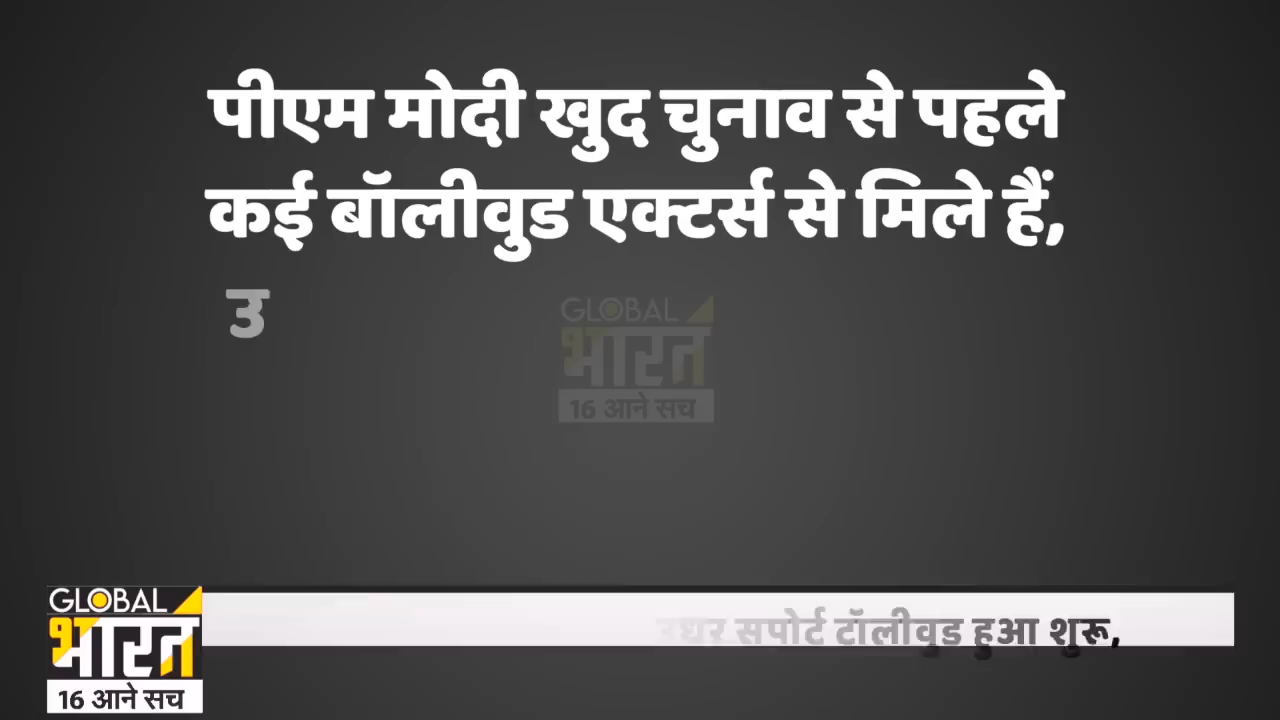 पीएम मोदी खुद चुनाव से पहले
कई बॉलीवुड एक्टर्स से मिले हैं,
उ
GLOBAL
भारत
16 आने सच
सपोर्ट टॉलीवुड हुआ शुरू,
GLOBAL
भारत
16 आने सच